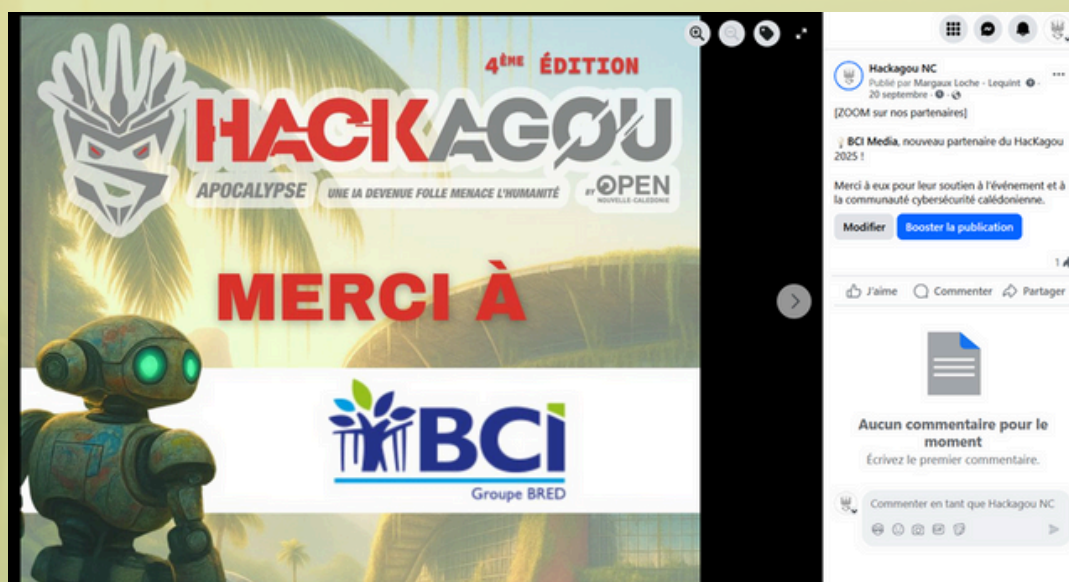 4ÈME ÉDITION
HACKAGOU
APOCALYPSE UNE IA DEVENUE FOLLE MENACE L'HUMANITÉ BY OPEN
NOUVELLE-CALEDONIE
MERCI À
BCI
Groupe BRED
Hackagou NC
Publié par Margaux Loche - Lequint
20 septembre
[ZOOM sur nos partenaires]
BCI Media, nouveau partenaire du HacKagou
2025 !
Merci à eux pour leur soutien à l'événement et à
la communauté cybersécurité calédonienne.
Modifier Booster la publication
1
J'aime Commenter Partager
Aucun commentaire pour le
moment
Écrivez le premier commentaire.
Commenter en tant que Hackagou NC